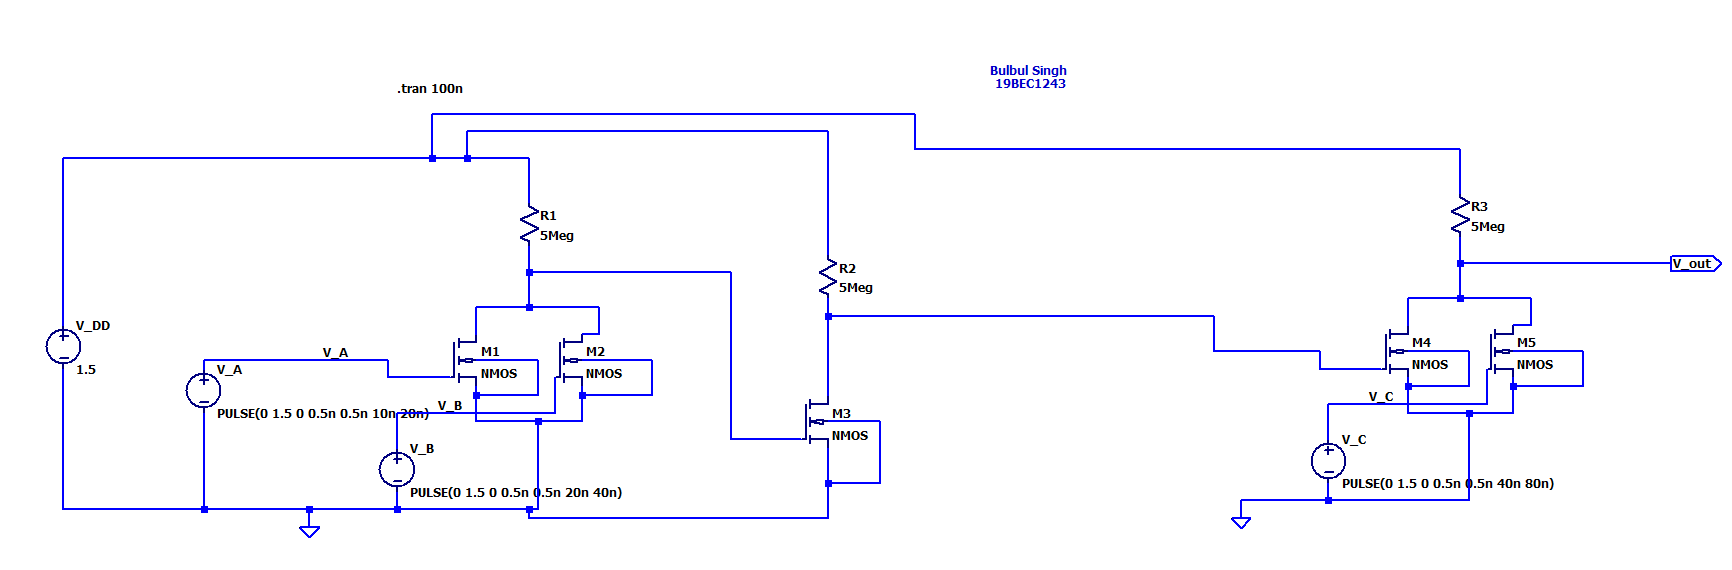 Bulbul Singh
19BEC1243
.tran 100n
R1
5Meg
R3
5Meg
V_out
R2
5Meg
V_DD
1.5
V_A
V_A
PULSE(0 1.5 0 0.5n 0.5n 10n 20n)
M1
NMOS
M2
NMOS
V_B
V_B
PULSE(0 1.5 0 0.5n 0.5n 20n 40n)
M3
NMOS
M4
NMOS
M5
NMOS
V_C
V_C
PULSE(0 1.5 0 0.5n 0.5n 40n 80n)